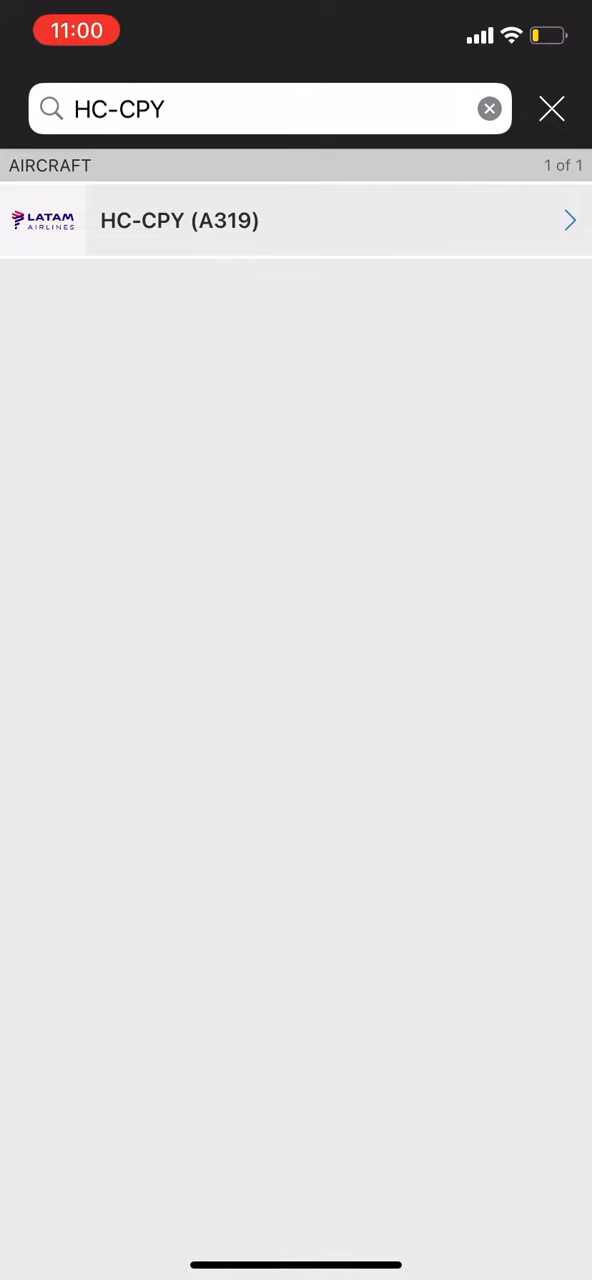 11:00
HC-CPY
AIRCRAFT 1 of 1
LATAM
AIRLINES
HC-CPY (A319)